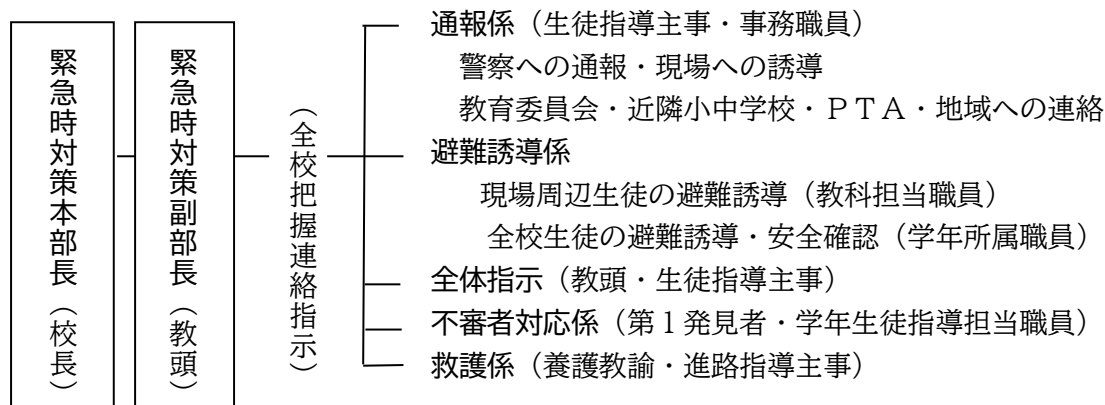 緊急時対策本部長（校長）
緊急時対策副部長（教頭）
（全校把握連絡指示）
通報係（生徒指導主事・事務職員）
警察への通報・現場への誘導
教育委員会・近隣小中学校・ＰＴＡ・地域への連絡
避難誘導係
現場周辺生徒の避難誘導（教科担当職員）
全校生徒の避難誘導・安全確認（学年所属職員）
全体指示（教頭・生徒指導主事）
不審者対応係（第１発見者・学年生徒指導担当職員）
救護係（養護教諭・進路指導主事）